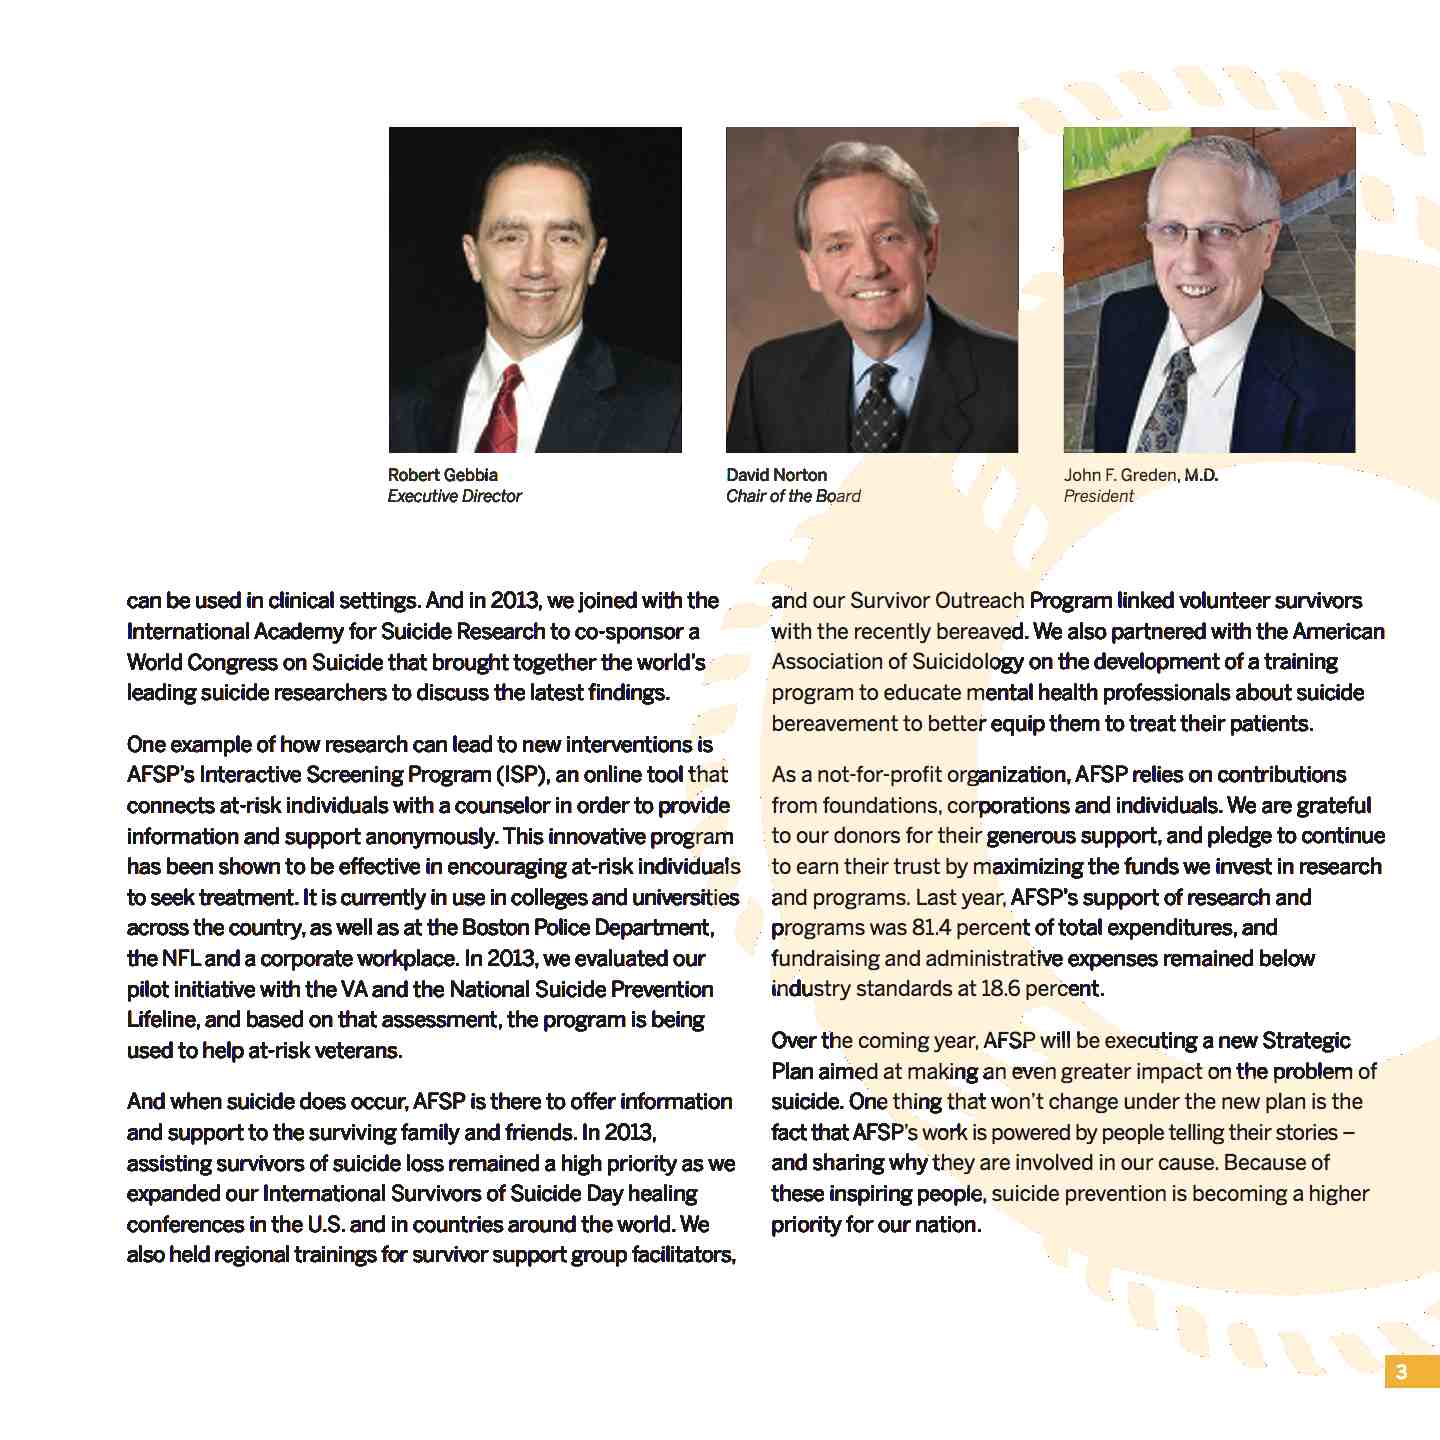 Robert Gebbia
Executive Director
David Norton
Chair of the Board
John F. Greden, M.D.
President
can be used in clinical settings. And in 2013, we joined with the
International Academy for Suicide Research to co-sponsor a
World Congress on Suicide that brought together the world's
leading suicide researchers to discuss the latest findings.
One example of how research can lead to new interventions is
AFSP's Interactive Screening Program (ISP), an online tool that
connects at-risk individuals with a counselor in order to provide
information and support anonymously. This innovative program
has been shown to be effective in encouraging at-risk individuals
to seek treatment. It is currently in use in colleges and universities
across the country, as well as at the Boston Police Department,
the NFL and a corporate workplace. In 2013, we evaluated our
pilot initiative with the VA and the National Suicide Prevention
Lifeline, and based on that assessment, the program is being
used to help at-risk veterans.
And when suicide does occur, AFSP is there to offer information
and support to the surviving family and friends. In 2013,
assisting survivors of suicide loss remained a high priority as we
expanded our International Survivors of Suicide Day healing
conferences in the U.S. and in countries around the world. We
also held regional trainings for survivor support group facilitators,
and our Survivor Outreach Program linked volunteer survivors
with the recently bereaved. We also partnered with the American
Association of Suicidology on the development of a training
program to educate mental health professionals about suicide
bereavement to better equip them to treat their patients.
As a not-for-profit organization, AFSP relies on contributions
from foundations, corporations and individuals. We are grateful
to our donors for their generous support, and pledge to continue
to earn their trust by maximizing the funds we invest in research
and programs. Last year, AFSP's support of research and
programs was 81.4 percent of total expenditures, and
fundraising and administrative expenses remained below
industry standards at 18.6 percent.
Over the coming year, AFSP will be executing a new Strategic
Plan aimed at making an even greater impact on the problem of
suicide. One thing that won't change under the new plan is the
fact that AFSP's work is powered by people telling their stories –
and sharing why they are involved in our cause. Because of
these inspiring people, suicide prevention is becoming a higher
priority for our nation.
3